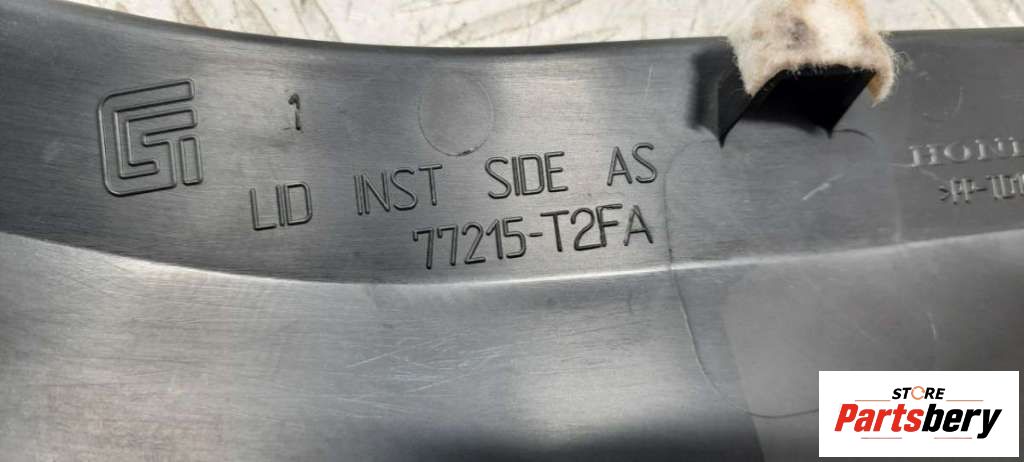 1
LID INST SIDE AS
77215-T2FA
STORE
Partsbery